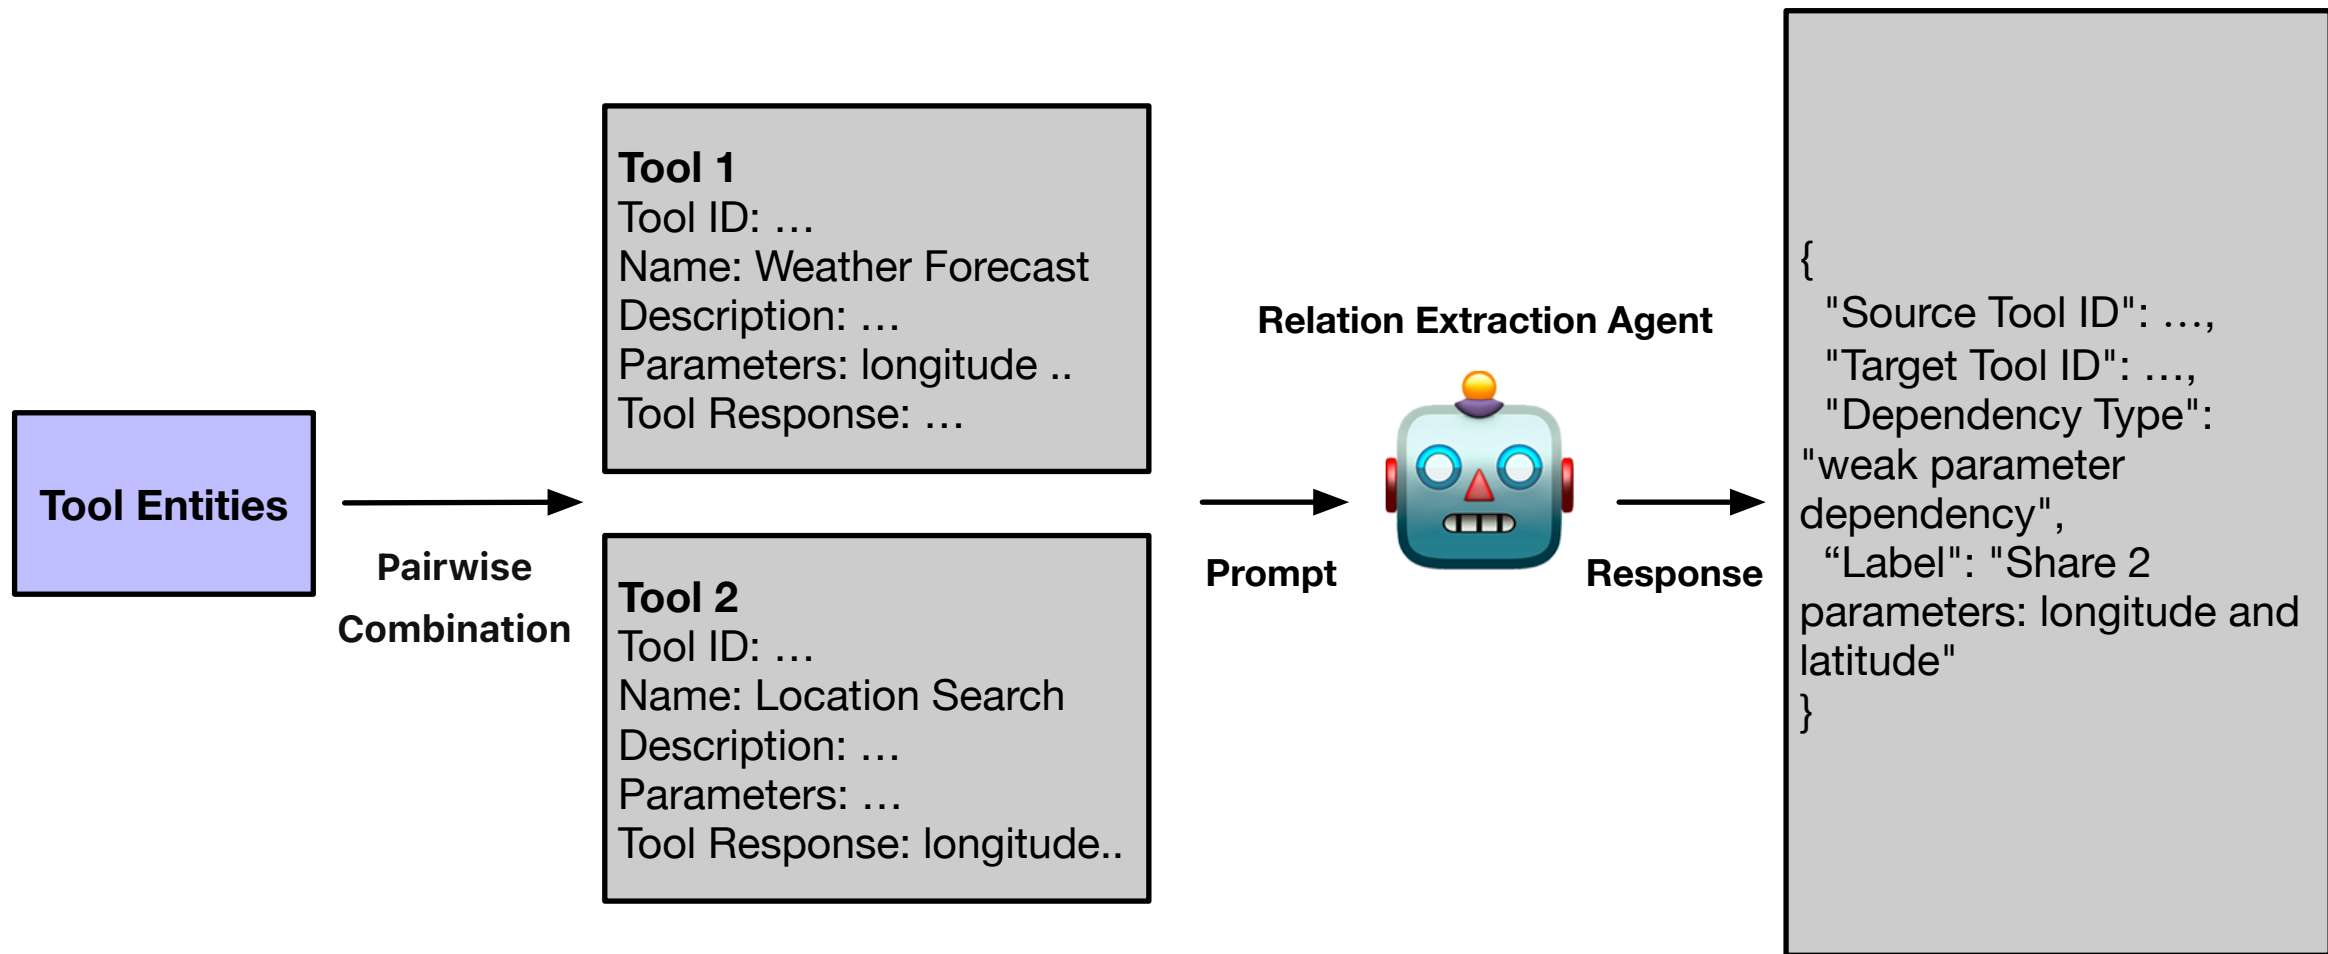 Tool Entities
Pairwise
Combination
Tool 1
Tool ID: …
Name: Weather Forecast
Description: …
Parameters: longitude ..
Tool Response: …
Tool 2
Tool ID: …
Name: Location Search
Description: …
Parameters: …
Tool Response: longitude..
Prompt
Relation Extraction Agent
Response
{
"Source Tool ID": …,
"Target Tool ID": …,
"Dependency Type":
"weak parameter
dependency",
“Label": "Share 2
parameters: longitude and
latitude"
}